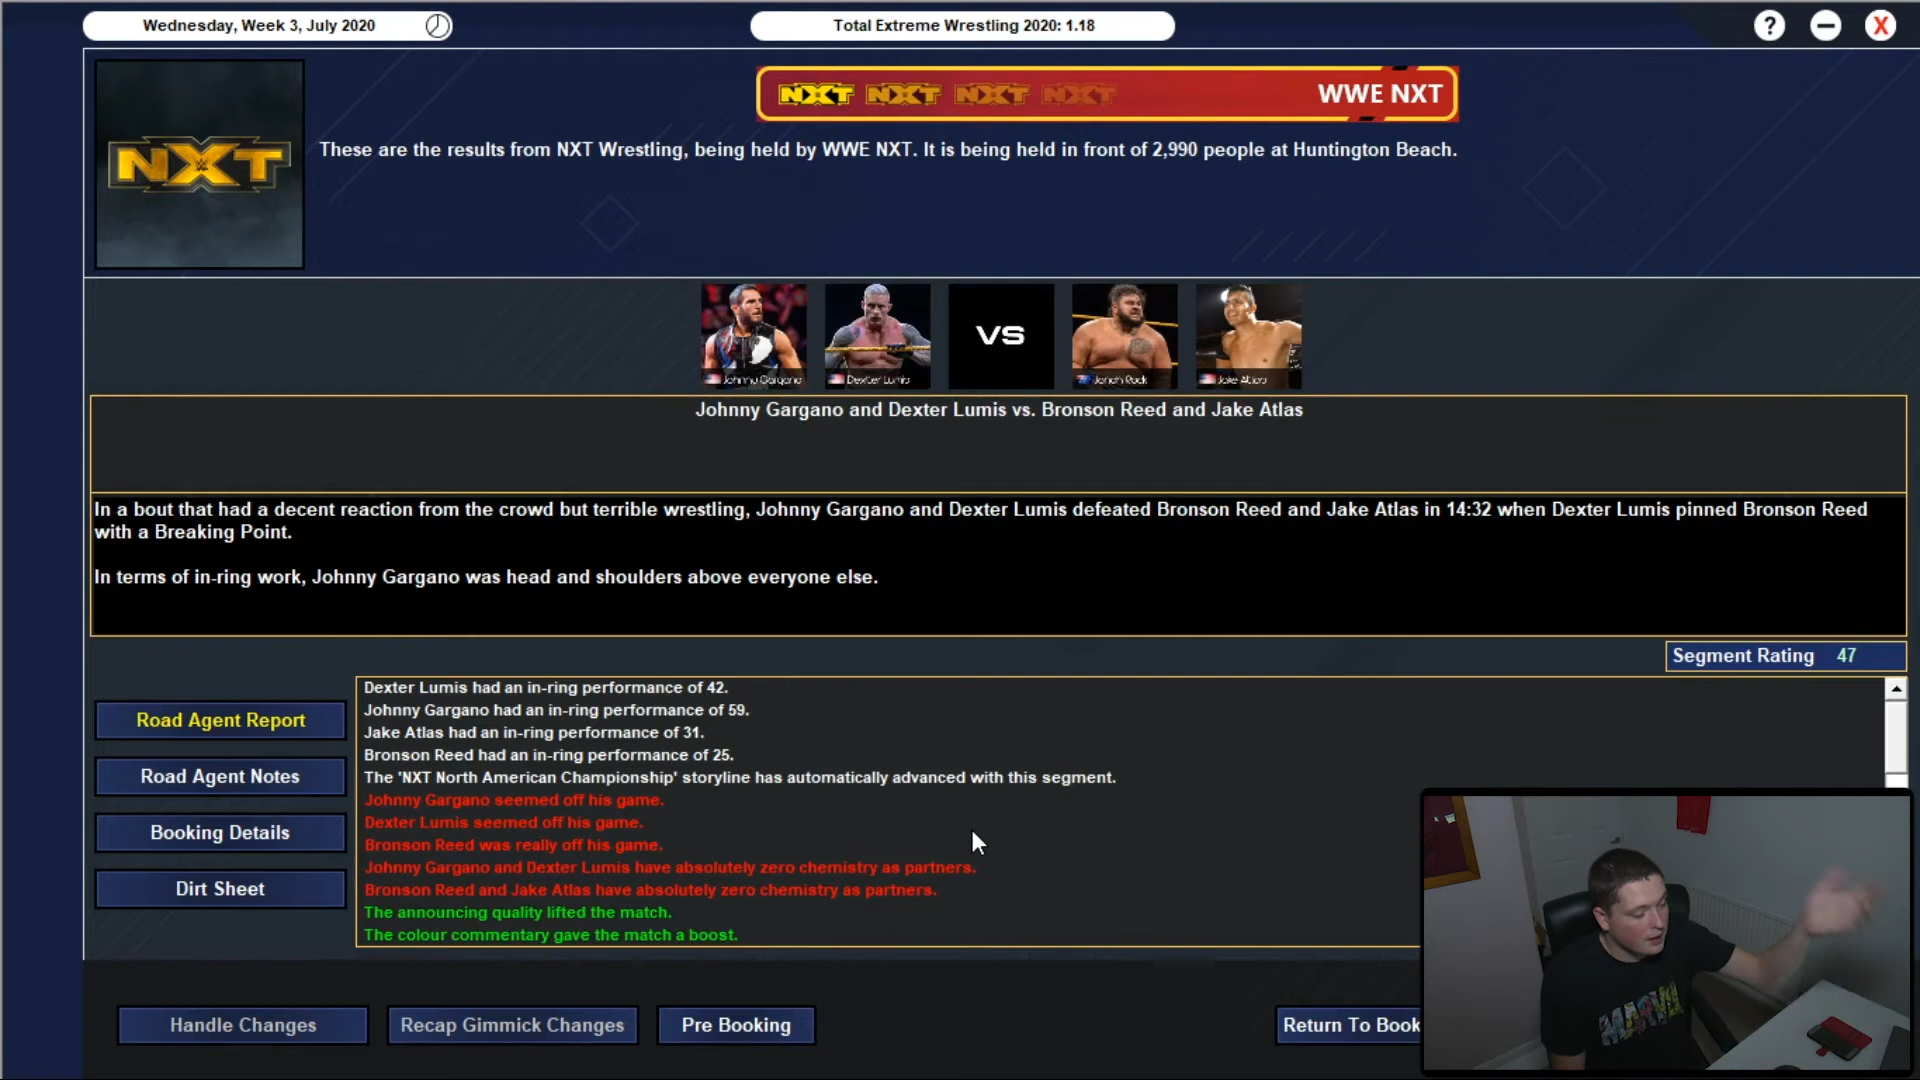 Wednesday, Week 3, July 2020
Total Extreme Wrestling 2020: 1.18
?
X
NXT
NXT NXT NXT NXT
WWE NXT
These are the results from NXT Wrestling, being held by WWE NXT. It is being held in front of 2,990 people at Huntington Beach.
Johnny Gargano
Dexter Lumis
VS
Jonah Rock
Jake Atlas
Johnny Gargano and Dexter Lumis vs. Bronson Reed and Jake Atlas
In a bout that had a decent reaction from the crowd but terrible wrestling, Johnny Gargano and Dexter Lumis defeated Bronson Reed and Jake Atlas in 14:32 when Dexter Lumis pinned Bronson Reed
with a Breaking Point.
In terms of in-ring work, Johnny Gargano was head and shoulders above everyone else.
Segment Rating 47
Road Agent Report
Road Agent Notes
Booking Details
Dirt Sheet
Dexter Lumis had an in-ring performance of 42.
Johnny Gargano had an in-ring performance of 59.
Jake Atlas had an in-ring performance of 31.
Bronson Reed had an in-ring performance of 25.
The 'NXT North American Championship' storyline has automatically advanced with this segment.
Johnny Gargano seemed off his game.
Dexter Lumis seemed off his game.
Bronson Reed was really off his game.
Johnny Gargano and Dexter Lumis have absolutely zero chemistry as partners.
Bronson Reed and Jake Atlas have absolutely zero chemistry as partners.
The announcing quality lifted the match.
The colour commentary gave the match a boost.
MARVEL
Handle Changes
Recap Gimmick Changes
Pre Booking
Return To Book